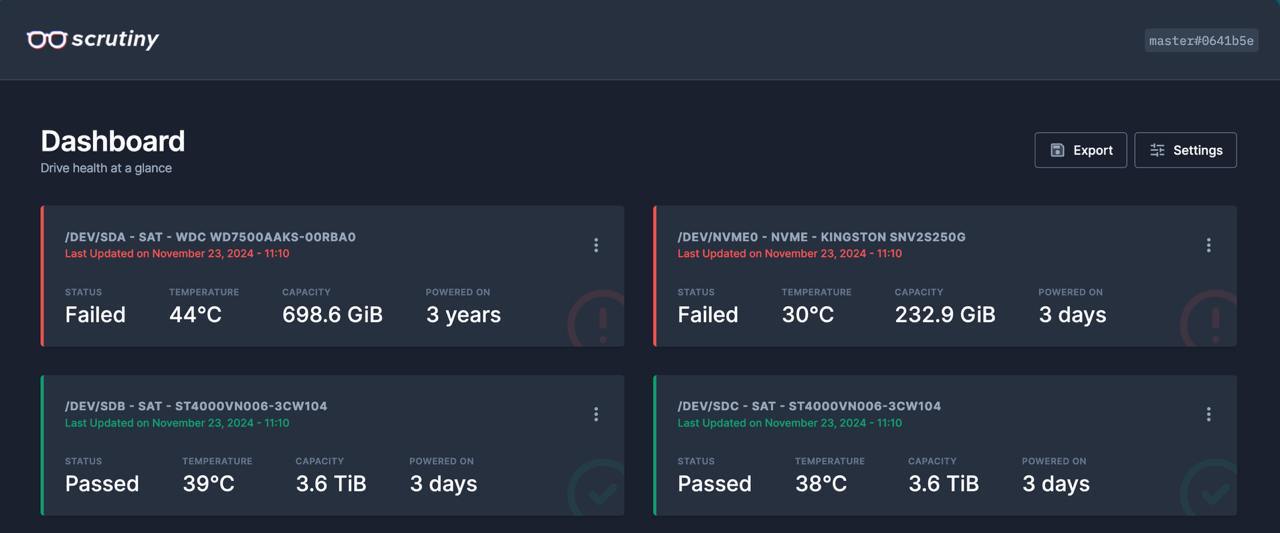 scrutiny
master#0641b5e
Dashboard
Drive health at a glance
Export
Settings
/DEV/SDA - SAT - WDC WD7500AAKS-00RBA0
Last Updated on November 23, 2024 - 11:10
STATUS TEMPERATURE CAPACITY POWERED ON
Failed 44°C 698.6 GiB 3 years
/DEV/NVME0 - NVME - KINGSTON SNV2S250G
Last Updated on November 23, 2024 - 11:10
STATUS TEMPERATURE CAPACITY POWERED ON
Failed 30°C 232.9 GiB 3 days
/DEV/SDB - SAT - ST4000VN006-3CW104
Last Updated on November 23, 2024 - 11:10
STATUS TEMPERATURE CAPACITY POWERED ON
Passed 39°C 3.6 TiB 3 days
/DEV/SDC - SAT - ST4000VN006-3CW104
Last Updated on November 23, 2024 - 11:10
STATUS TEMPERATURE CAPACITY POWERED ON
Passed 38°C 3.6 TiB 3 days